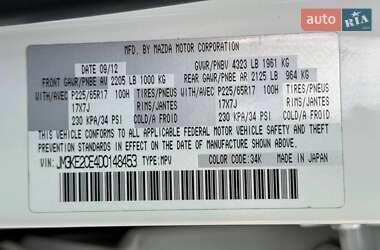 auto RIA
MFD. BY MAZDA MOTOR CORPORATION
DATE 09/12 GVWR/PNBV 4323 LB 1961 KG
FRONT GAWR/PNBE AV 2205 LB 1000 KG REAR GAWR/PNBE AR 2125 LB 964 KG
WITH/AVEC P225/65R17 100H TIRES/PNEUS WITH/AVEC P225/65R17 100H TIRES/PNEUS
17X7J RIMS/JANTES 17X7J RIMS/JANTES
230 KPA/34 PSI COLD/A FROID 230 KPA/34 PSI COLD/A FROID
THIS VEHICLE CONFORMS TO ALL APPLICABLE FEDERAL MOTOR VEHICLE SAFETY, BUMPER,
AND THEFT PREVENTION STANDARDS IN EFFECT ON THE DATE OF MANUFACTURE SHOWN ABOVE.
VIN: JM3KE2CE4D0148453 TYPE: MPV COLOR CODE: 34K MADE IN JAPAN